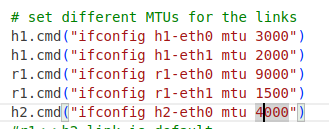 # set different MTUs for the links
h1.cmd("ifconfig h1-eth0 mtu 3000")
h1.cmd("ifconfig h1-eth1 mtu 2000")
r1.cmd("ifconfig r1-eth0 mtu 9000")
r1.cmd("ifconfig r1-eth1 mtu 1500")
h2.cmd("ifconfig h2-eth0 mtu 4000")